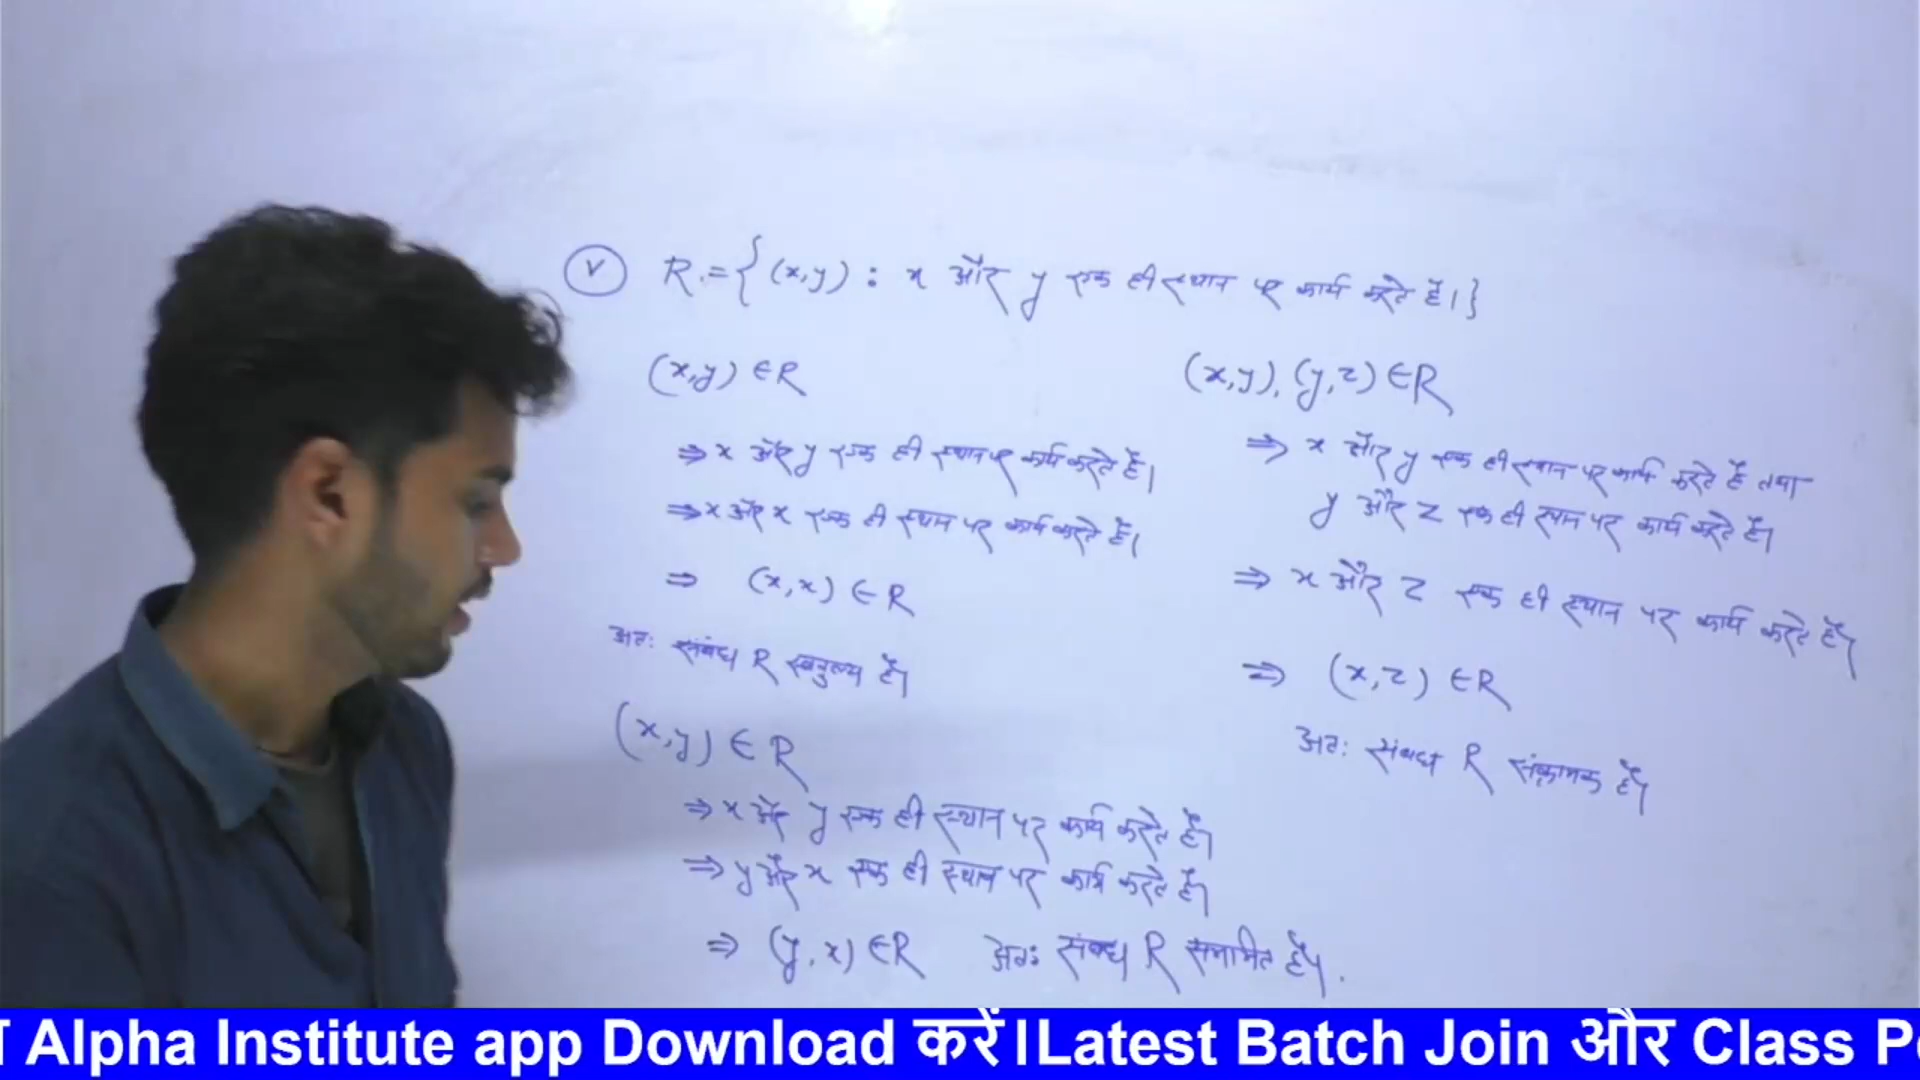 V R = {(x,y) : x और y एक ही स्थान पर कार्य करते हैं।}
(x,y) ∈ R
⇒ x और y एक ही स्थान पर कार्य करते हैं।
⇒ x और x एक ही स्थान पर कार्य करते हैं।
⇒ (x,x) ∈ R
अतः संबंध R स्वतुल्य है।
(x,y) ∈ R
⇒ x और y एक ही स्थान पर कार्य करते हैं।
⇒ y और x एक ही स्थान पर कार्य करते हैं।
⇒ (y,x) ∈ R अतः संबंध R सममित है।
(x,y), (y,z) ∈ R
⇒ x और y एक ही स्थान पर कार्य करते हैं तथा
y और z एक ही स्थान पर कार्य करते हैं।
⇒ x और z एक ही स्थान पर कार्य करते हैं।
⇒ (x,z) ∈ R
अतः संबंध R संक्रामक है।
Alpha Institute app Download करें।Latest Batch Join और Class